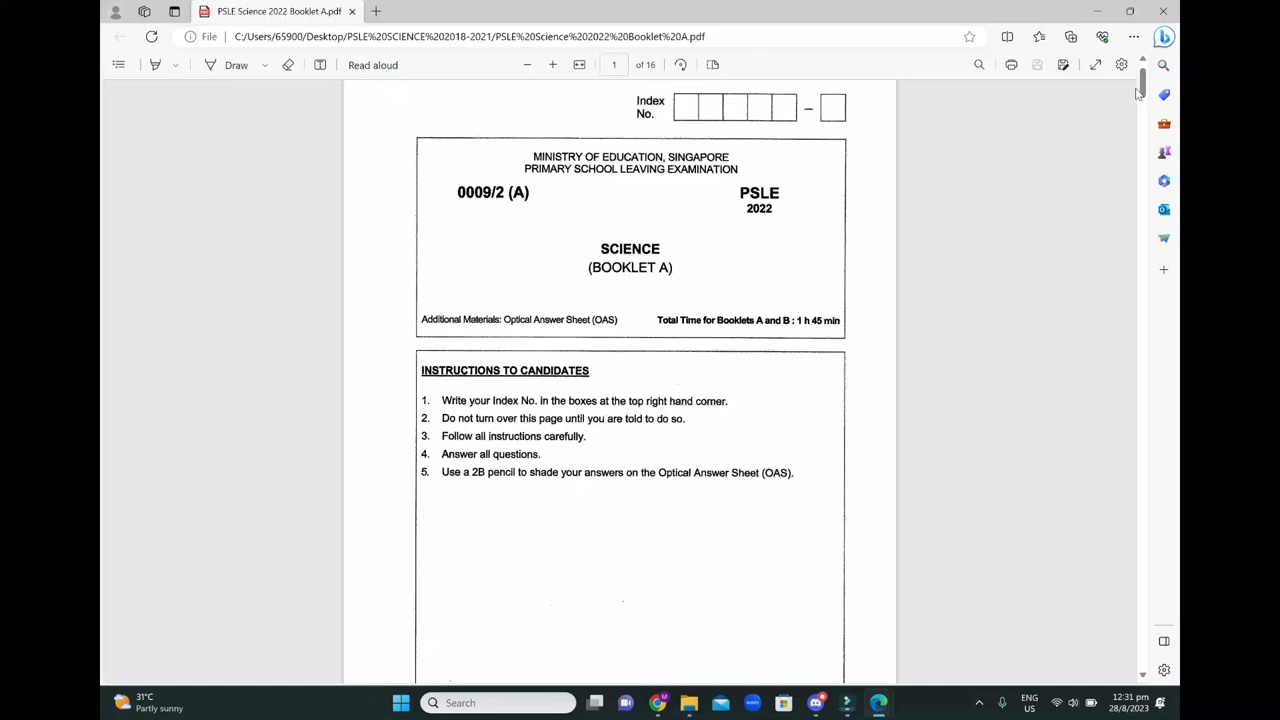 PSLE Science 2022 Booklet A.pdf
File
C:/Users/65900/Desktop/PSLE%20SCIENCE%202018-2021/PSLE%20Science%202022%20Booklet%20A.pdf
Draw
Read aloud
1
of 16
Index
No.
MINISTRY OF EDUCATION, SINGAPORE
PRIMARY SCHOOL LEAVING EXAMINATION
0009/2 (A)
PSLE
2022
SCIENCE
(BOOKLET A)
Additional Materials: Optical Answer Sheet (OAS)
Total Time for Booklets A and B : 1 h 45 min
INSTRUCTIONS TO CANDIDATES
1. Write your Index No. in the boxes at the top right hand corner.
2. Do not turn over this page until you are told to do so.
3. Follow all instructions carefully.
4. Answer all questions.
5. Use a 2B pencil to shade your answers on the Optical Answer Sheet (OAS).
31°C
Partly sunny
Search
ENG
US
12:31 pm
28/8/2023